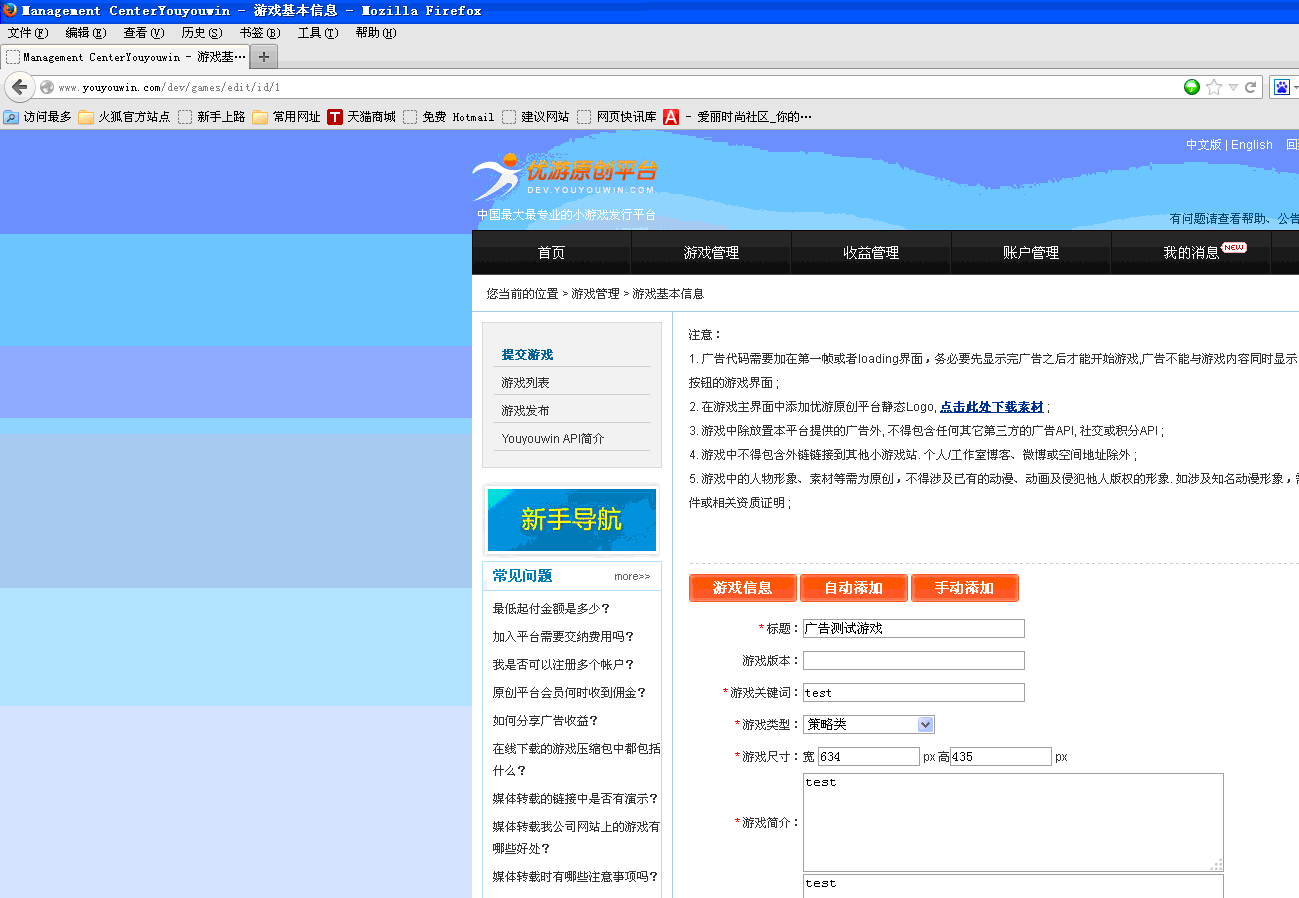 Management CenterYouyouwin - 游戏基本信息 - Mozilla Firefox
文件(F) 编辑(E) 查看(V) 历史(S) 书签(B) 工具(T) 帮助(H)
Management CenterYouyouwin - 游戏基… +
www.youyouwin.com/dev/games/edit/id/1
访问最多 火狐官方站点 新手上路 常用网址 天猫商城 免费 Hotmail 建议网站 网页快讯库 - 爱丽时尚社区_你的…
中文版 | English
优游原创平台
DEV.YOUYOUWIN.COM
中国最大最专业的小游戏发行平台
有问题请查看帮助、公告
首页 游戏管理 收益管理 账户管理 我的消息 NEW
您当前的位置 > 游戏管理 > 游戏基本信息
提交游戏
游戏列表
游戏发布
Youyouwin API简介
新手导航
常见问题 more>>
最低起付金额是多少?
加入平台需要交纳费用吗?
我是否可以注册多个帐户?
原创平台会员何时收到佣金?
如何分享广告收益?
在线下载的游戏压缩包中都包括
什么?
媒体转载的链接中是否有演示?
媒体转载我公司网站上的游戏有
哪些好处?
媒体转载时有哪些注意事项吗?
注意:
1. 广告代码需要加在第一帧或者loading界面,务必要先显示完广告之后才能开始游戏,广告不能与游戏内容同时显示
按钮的游戏界面;
2. 在游戏主界面中添加优游原创平台静态Logo, 点击此处下载素材;
3. 游戏中除放置本平台提供的广告外, 不得包含任何其它第三方的广告API, 社交或积分API;
4. 游戏中不得包含外链链接到其他小游戏站. 个人/工作室博客、微博或空间地址除外;
5. 游戏中的人物形象、素材等需为原创,不得涉及已有的动漫、动画及侵犯他人版权的形象. 如涉及知名动漫形象,
件或相关资质证明;
游戏信息 自动添加 手动添加
*标题: 广告测试游戏
游戏版本:
*游戏关键词: test
*游戏类型: 策略类
*游戏尺寸: 宽 634 px 高 435 px
*游戏简介: test
test